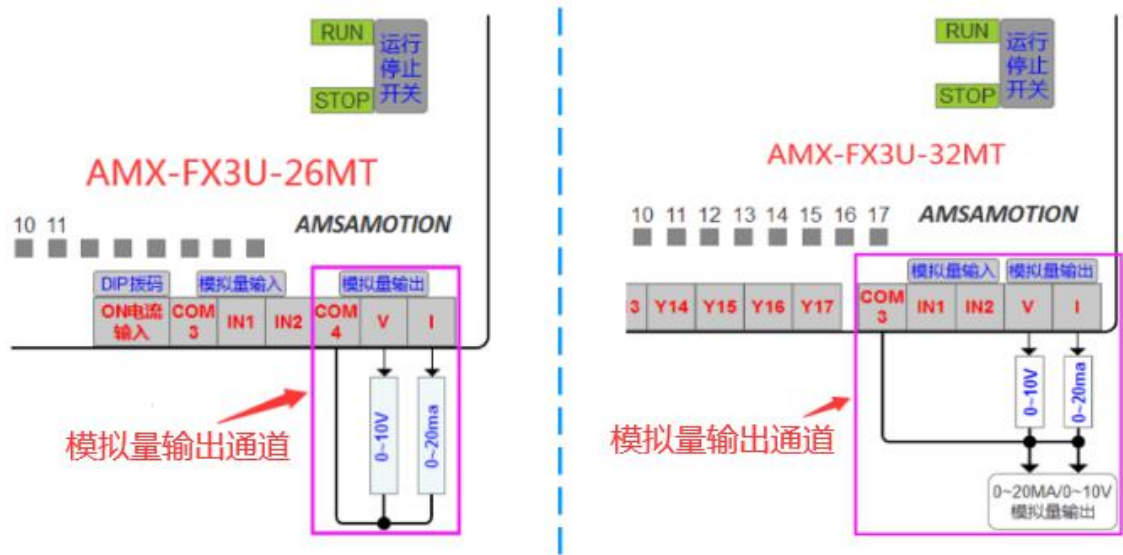 RUN
STOP
运行
停止
开关
AMX-FX3U-26MT
10 11
AMSAMOTION
DIP拨码
模拟量输入
模拟量输出
ON电流
输入
COM
3
IN1
IN2
COM
4
V
I
0~10V
0~20ma
模拟量输出通道
RUN
STOP
运行
停止
开关
AMX-FX3U-32MT
10 11 12 13 14 15 16 17
AMSAMOTION
模拟量输入
模拟量输出
3
Y14
Y15
Y16
Y17
COM
3
IN1
IN2
V
I
0~10V
0~20ma
模拟量输出通道
0~20MA/0~10V
模拟量输出